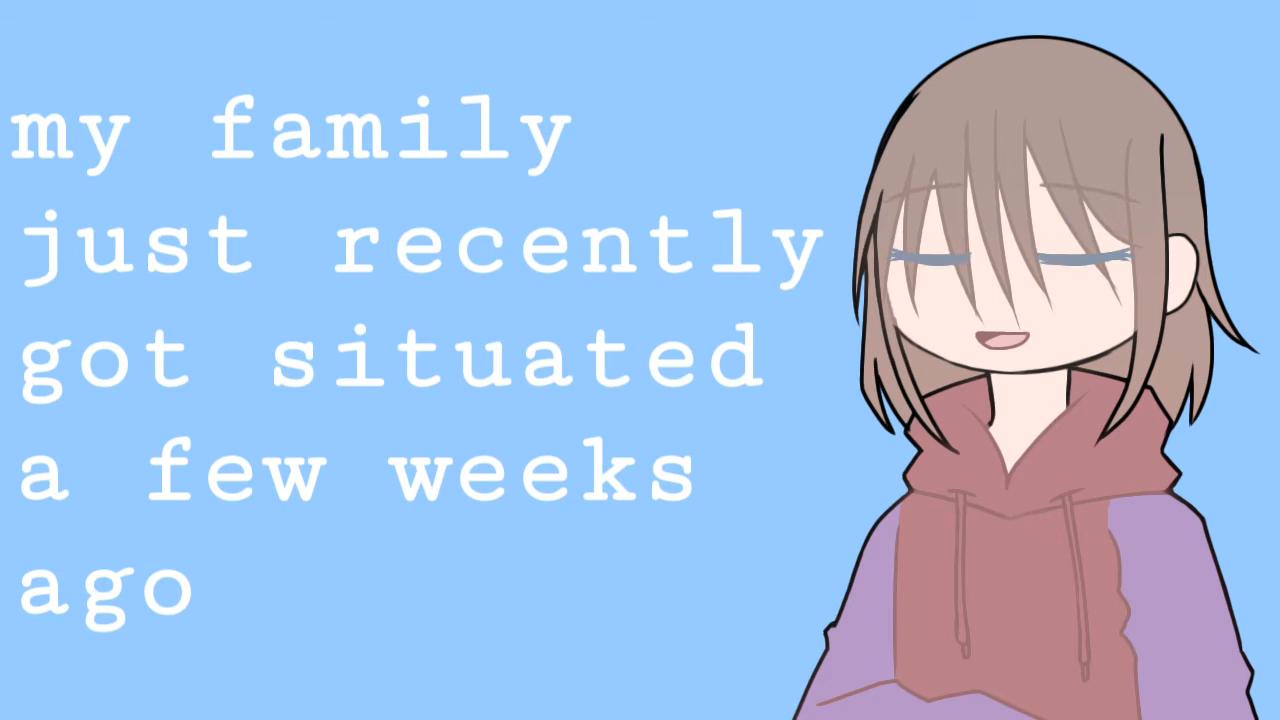 my family
just recently
got situated
a few weeks
ago